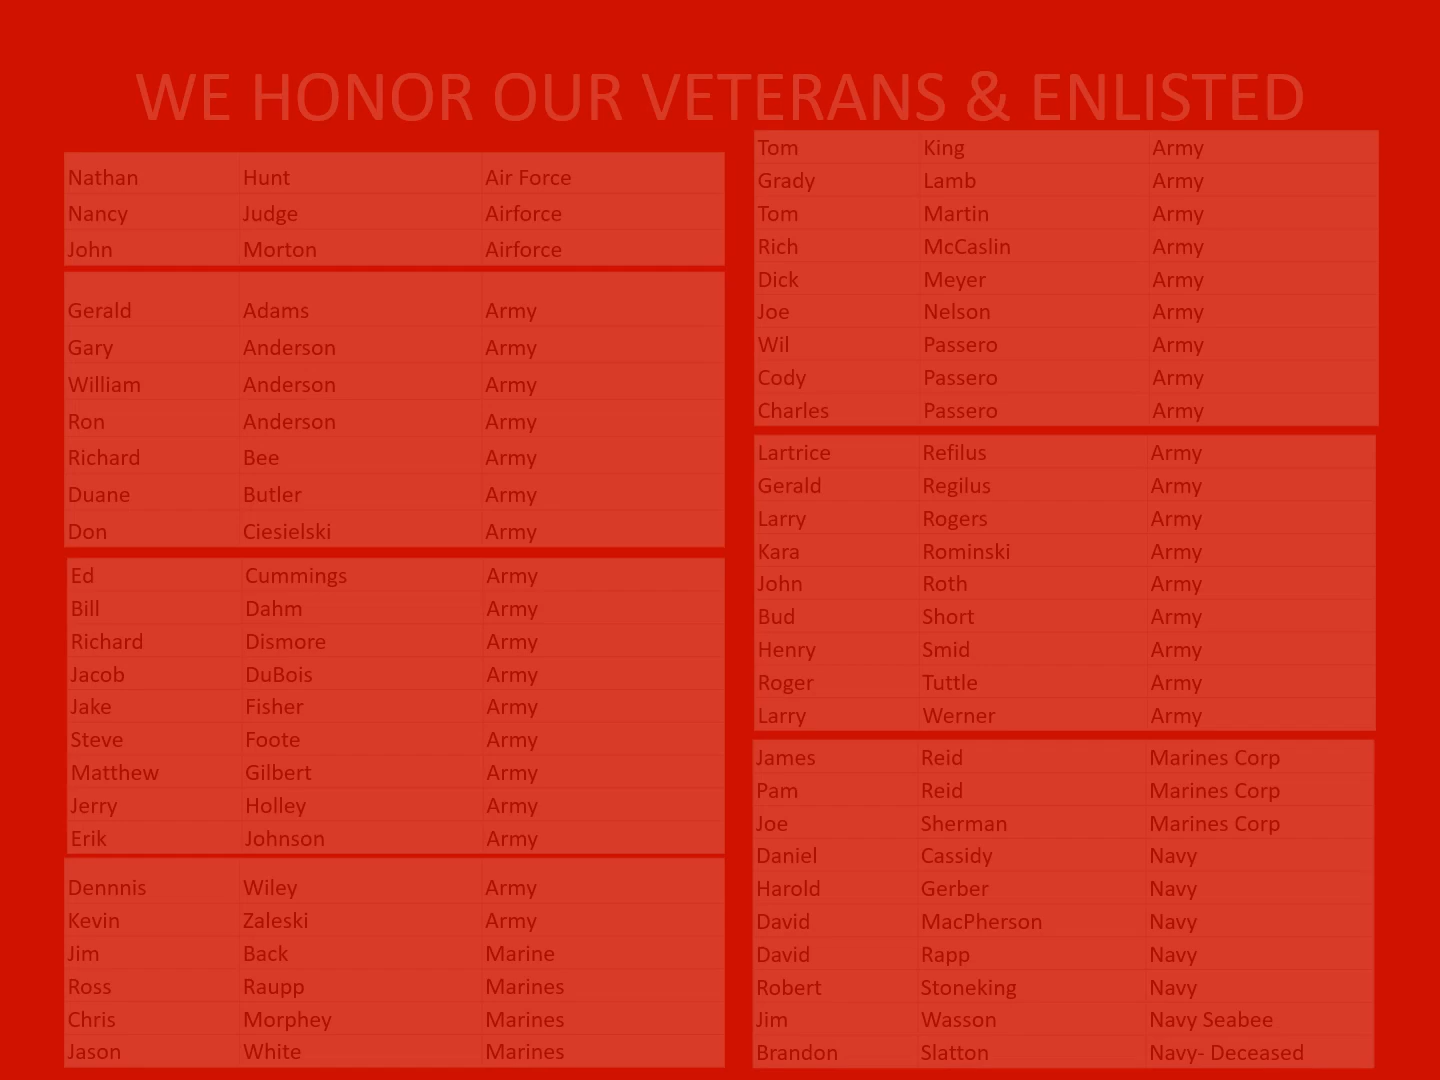 WE HONOR OUR VETERANS & ENLISTED
Nathan Hunt Air Force
Nancy Judge Airforce
John Morton Airforce
Gerald Adams Army
Gary Anderson Army
William Anderson Army
Ron Anderson Army
Richard Bee Army
Duane Butler Army
Don Ciesielski Army
Ed Cummings Army
Bill Dahm Army
Richard Dismore Army
Jacob DuBois Army
Jake Fisher Army
Steve Foote Army
Matthew Gilbert Army
Jerry Holley Army
Erik Johnson Army
Dennnis Wiley Army
Kevin Zaleski Army
Jim Back Marine
Ross Raupp Marines
Chris Morphey Marines
Jason White Marines
Tom King Army
Grady Lamb Army
Tom Martin Army
Rich McCaslin Army
Dick Meyer Army
Joe Nelson Army
Wil Passero Army
Cody Passero Army
Charles Passero Army
Lartrice Refilus Army
Gerald Regilus Army
Larry Rogers Army
Kara Rominski Army
John Roth Army
Bud Short Army
Henry Smid Army
Roger Tuttle Army
Larry Werner Army
James Reid Marines Corp
Pam Reid Marines Corp
Joe Sherman Marines Corp
Daniel Cassidy Navy
Harold Gerber Navy
David MacPherson Navy
David Rapp Navy
Robert Stoneking Navy
Jim Wasson Navy Seabee
Brandon Slatton Navy- Deceased